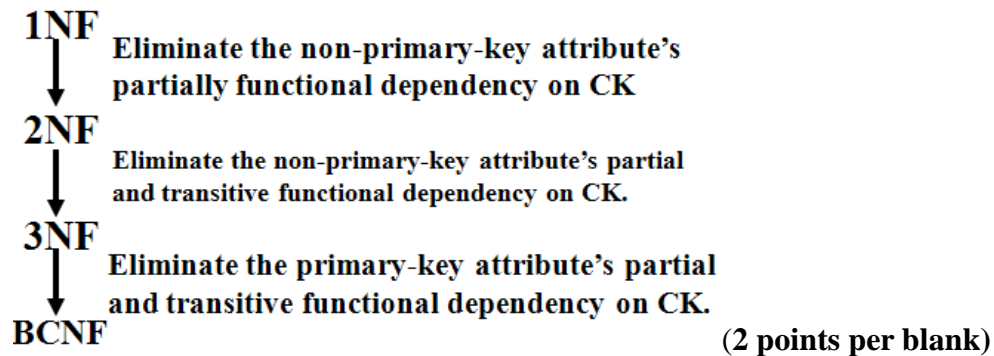 1NF
Eliminate the non-primary-key attribute's
partially functional dependency on CK
2NF
Eliminate the non-primary-key attribute's partial
and transitive functional dependency on CK.
3NF
Eliminate the primary-key attribute's partial
and transitive functional dependency on CK.
BCNF
(2 points per blank)